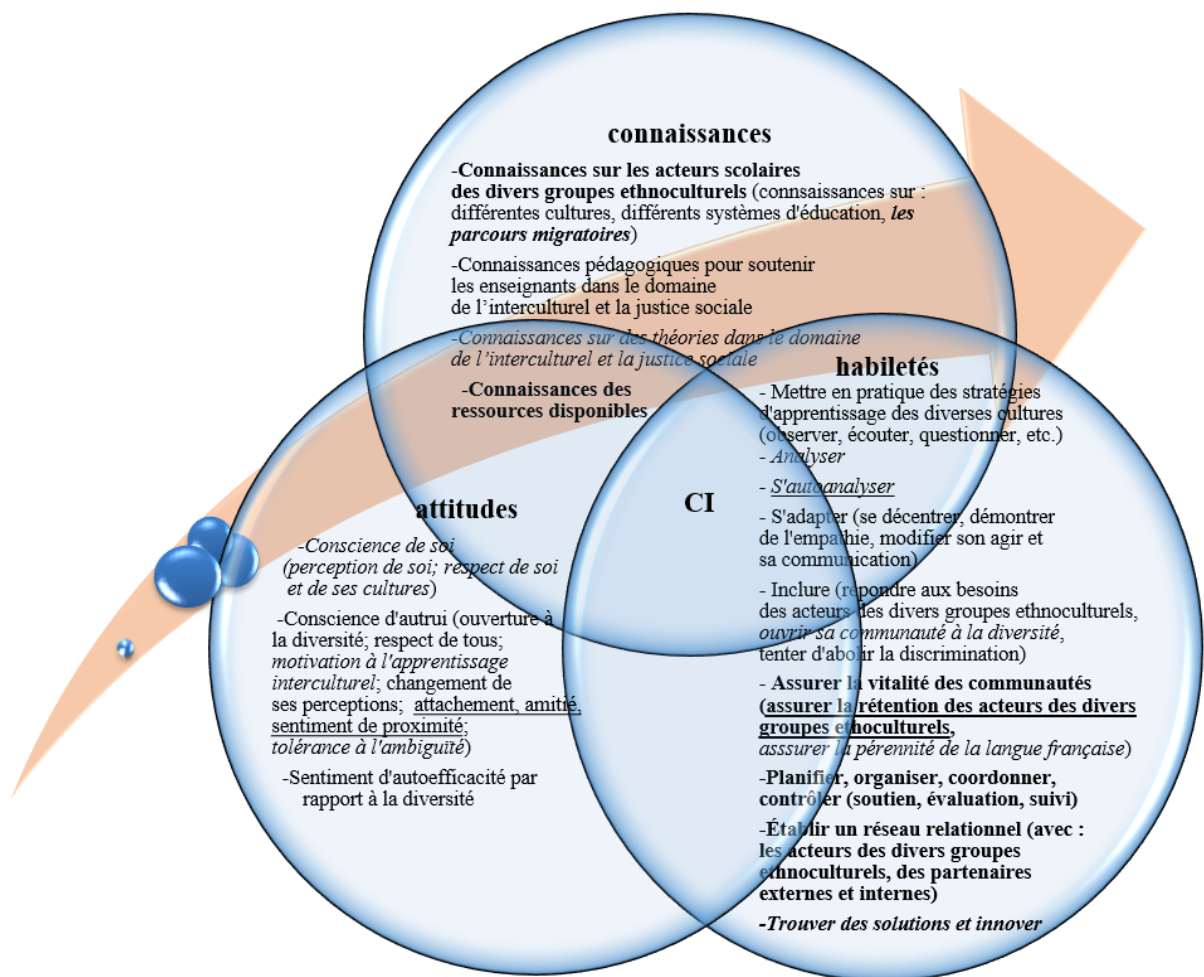 connaissances
-Connaissances sur les acteurs scolaires
des divers groupes ethnoculturels (connsaissances sur :
différentes cultures, différents systèmes d'éducation, les
parcours migratoires)
-Connaissances pédagogiques pour soutenir
les enseignants dans le domaine
de l’interculturel et la justice sociale
-Connaissances sur des théories dans le domaine
de l’interculturel et la justice sociale
-Connaissances des
ressources disponibles
attitudes
-Conscience de soi
(perception de soi; respect de soi
et de ses cultures)
-Conscience d'autrui (ouverture à
la diversité; respect de tous;
motivation à l'apprentissage
interculturel; changement de
ses perceptions; attachement, amitié,
sentiment de proximité;
tolérance à l'ambiguïté)
-Sentiment d'autoefficacité par
rapport à la diversité
CI
habiletés
- Mettre en pratique des stratégies
d'apprentissage des diverses cultures
(observer, écouter, questionner, etc.)
- Analyser
- S'autoanalyser
- S'adapter (se décentrer, démontrer
de l'empathie, modifier son agir et
sa communication)
- Inclure (répondre aux besoins
des acteurs des divers groupes ethnoculturels,
ouvrir sa communauté à la diversité,
tenter d'abolir la discrimination)
- Assurer la vitalité des communautés
(assurer la rétention des acteurs des divers
groupes ethoculturels,
asssurer la pérennité de la langue française)
-Planifier, organiser, coordonner,
contrôler (soutien, évaluation, suivi)
-Établir un réseau relationnel (avec :
les acteurs des divers groupes
ethnoculturels, des partenaires
externes et internes)
-Trouver des solutions et innover